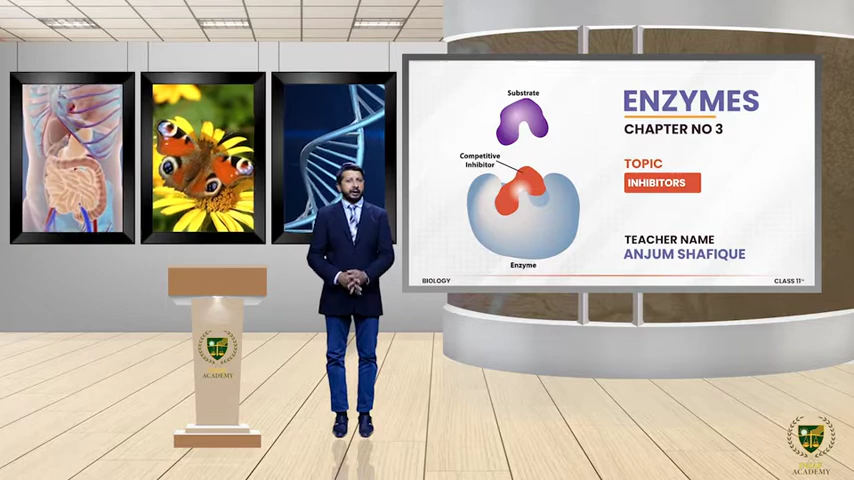 Substrate
Competitive
Inhibitor
Enzyme
ENZYMES
CHAPTER NO 3
TOPIC
INHIBITORS
TEACHER NAME
ANJUM SHAFIQUE
BIOLOGY
CLASS 11TH
ACADEMY
ACADEMY